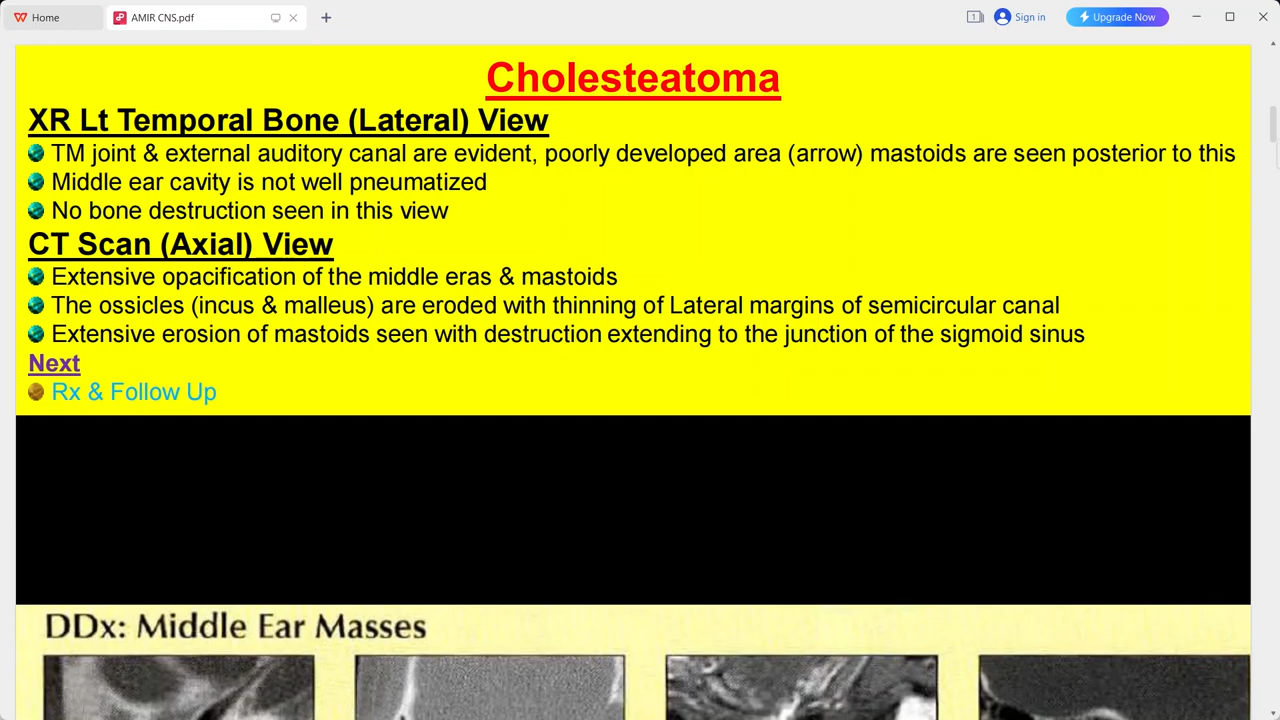 Home
AMIR CNS.pdf
1
Sign in
Upgrade Now
Cholesteatoma
XR Lt Temporal Bone (Lateral) View
TM joint & external auditory canal are evident, poorly developed area (arrow) mastoids are seen posterior to this
Middle ear cavity is not well pneumatized
No bone destruction seen in this view
CT Scan (Axial) View
Extensive opacification of the middle eras & mastoids
The ossicles (incus & malleus) are eroded with thinning of Lateral margins of semicircular canal
Extensive erosion of mastoids seen with destruction extending to the junction of the sigmoid sinus
Next
Rx & Follow Up
DDx: Middle Ear Masses